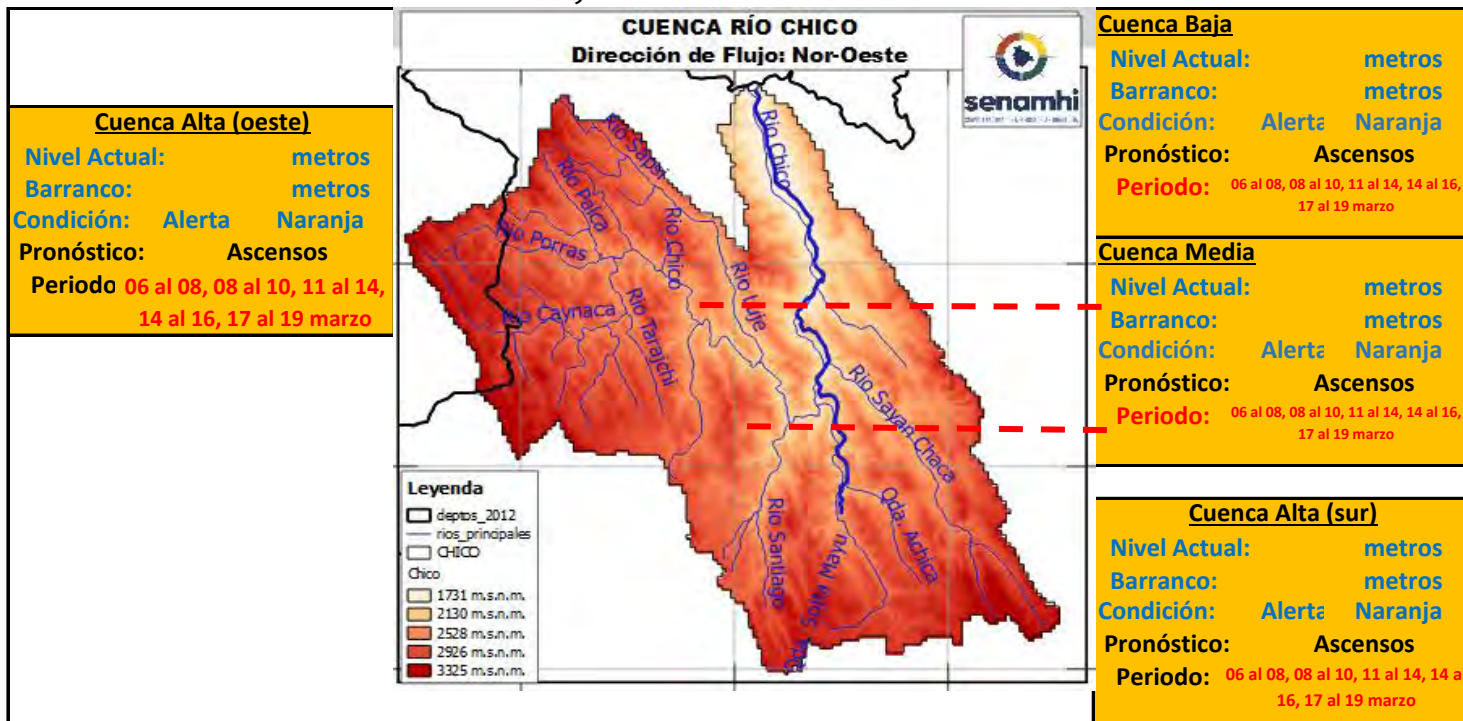 CUENCA RÍO CHICO
Dirección de Flujo: Nor-Oeste
senamhi
Cuenca Alta (oeste)
Nivel Actual: metros
Barranco: metros
Condición: Alerta Naranja
Pronóstico: Ascensos
Periodo 06 al 08, 08 al 10, 11 al 14,
14 al 16, 17 al 19 marzo
Río Sapsi
Río Palca
Río Porras
Río Chico
Río Caynaca
Río Tarajchi
Río Iuje
Río Chico
Río Sayan Chaca
Río Santiago
Qda. Solta Mayu
Qda. Achica
Leyenda
deptos_2012
rios_principales
CHICO
Chico
1731 m.s.n.m.
2130 m.s.n.m.
2528 m.s.n.m.
2926 m.s.n.m.
3325 m.s.n.m.
Cuenca Baja
Nivel Actual: metros
Barranco: metros
Condición: Alerta Naranja
Pronóstico: Ascensos
Periodo: 06 al 08, 08 al 10, 11 al 14, 14 al 16,
17 al 19 marzo
Cuenca Media
Nivel Actual: metros
Barranco: metros
Condición: Alerta Naranja
Pronóstico: Ascensos
Periodo: 06 al 08, 08 al 10, 11 al 14, 14 al 16,
17 al 19 marzo
Cuenca Alta (sur)
Nivel Actual: metros
Barranco: metros
Condición: Alerta Naranja
Pronóstico: Ascensos
Periodo: 06 al 08, 08 al 10, 11 al 14, 14 a
16, 17 al 19 marzo